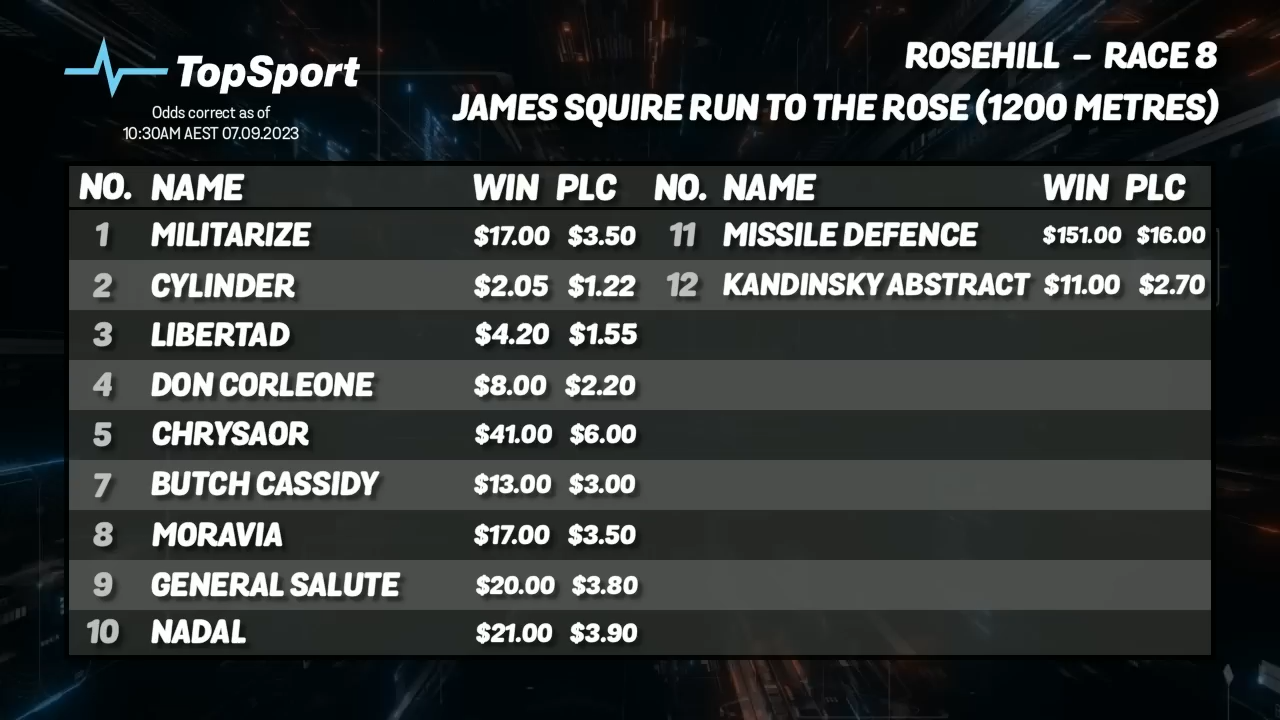 TopSport
Odds correct as of
10:30AM AEST 07.09.2023
ROSEHILL – RACE 8
JAMES SQUIRE RUN TO THE ROSE (1200 METRES)
NO. NAME WIN PLC
1 MILITARIZE $17.00 $3.50
2 CYLINDER $2.05 $1.22
3 LIBERTAD $4.20 $1.55
4 DON CORLEONE $8.00 $2.20
5 CHRYSAOR $41.00 $6.00
7 BUTCH CASSIDY $13.00 $3.00
8 MORAVIA $17.00 $3.50
9 GENERAL SALUTE $20.00 $3.80
10 NADAL $21.00 $3.90
NO. NAME WIN PLC
11 MISSILE DEFENCE $151.00 $16.00
12 KANDINSKY ABSTRACT $11.00 $2.70